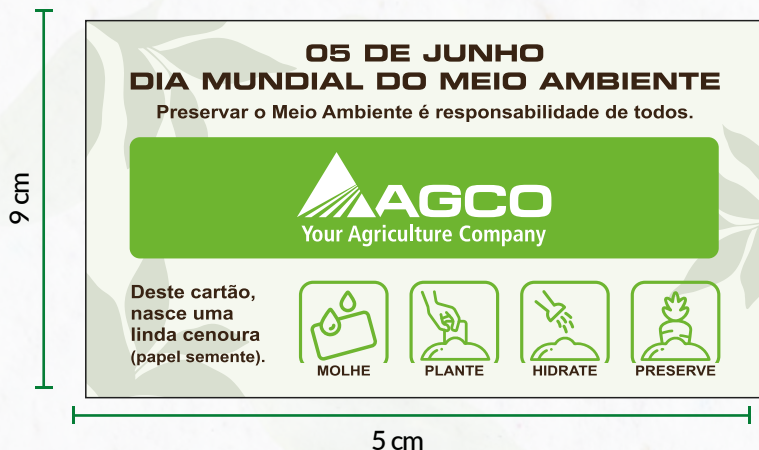 05 DE JUNHO
DIA MUNDIAL DO MEIO AMBIENTE
Preservar o Meio Ambiente é responsabilidade de todos.
AGCO
Your Agriculture Company
Deste cartão,
nasce uma
linda cenoura
(papel semente).
MOLHE
PLANTE
HIDRATE
PRESERVE
9 cm
5 cm